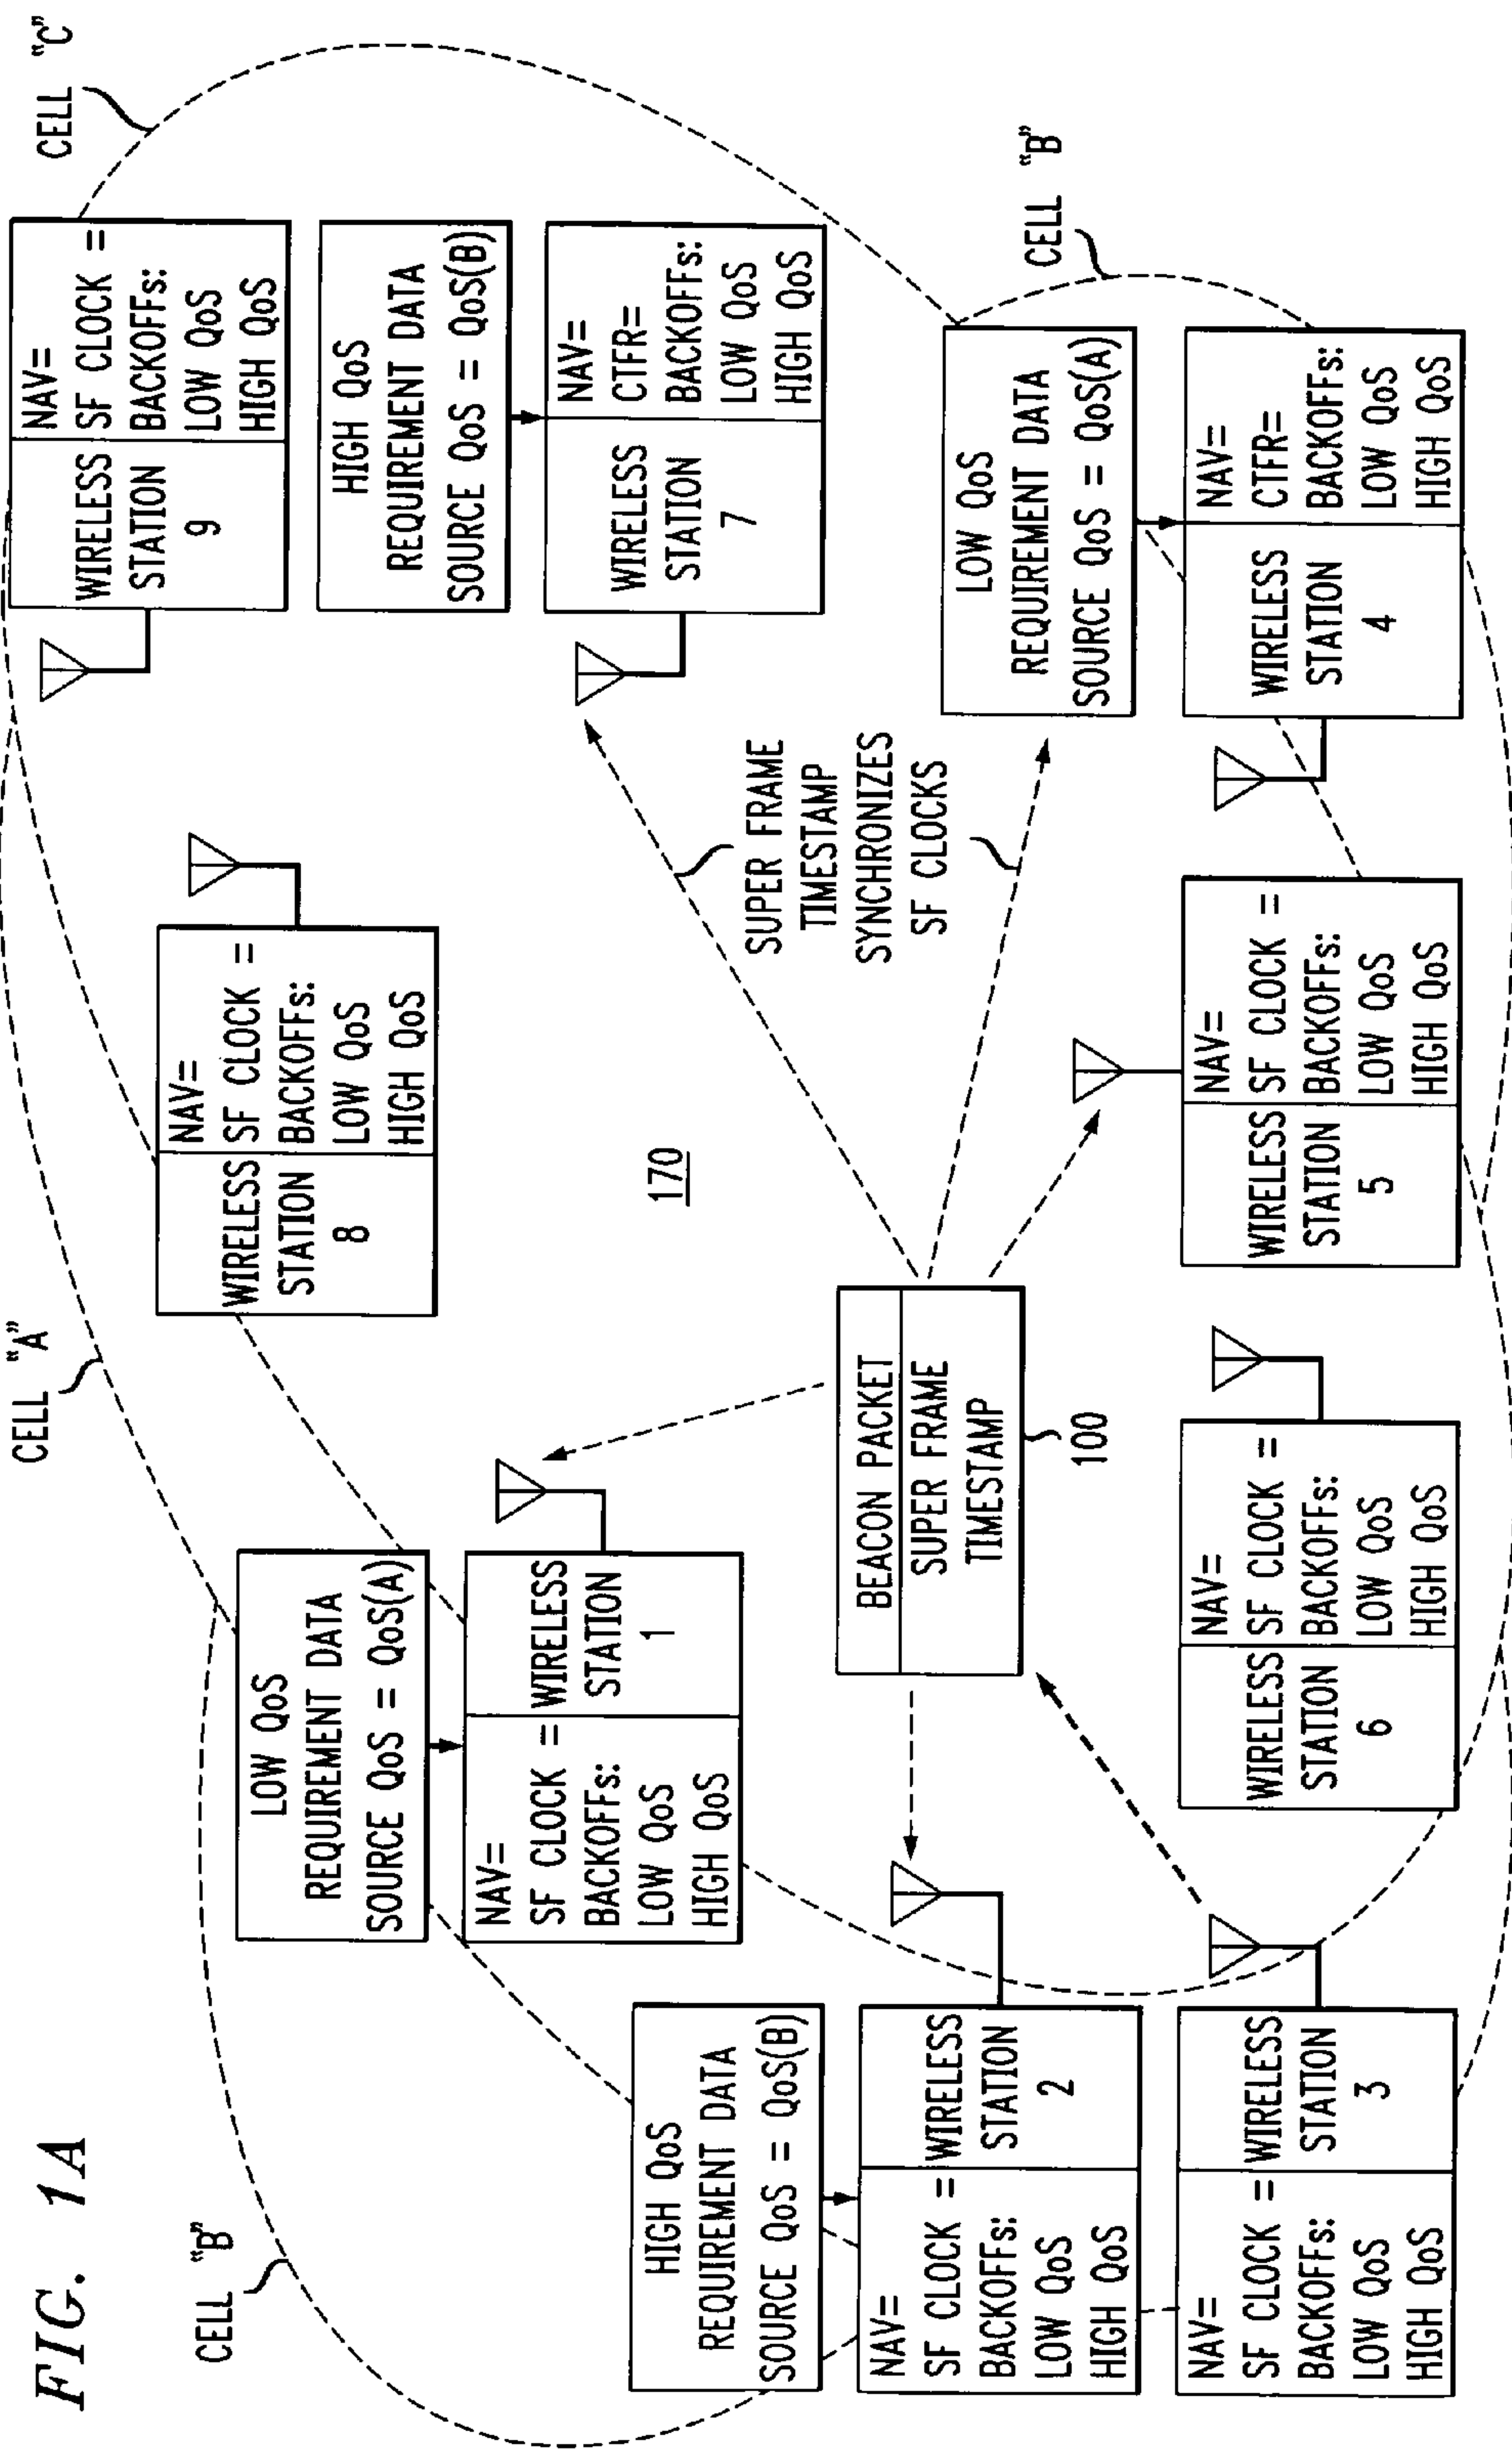 FIG. 1A
CELL "B"
CELL "A"
CELL "C"
LOW QoS
REQUIREMENT DATA
SOURCE QoS = QoS(A)
NAV=
SF CLOCK =
BACKOFFs:
LOW QoS
HIGH QoS
WIRELESS
STATION
1
WIRELESS
STATION
8
NAV=
SF CLOCK =
BACKOFFs:
LOW QoS
HIGH QoS
WIRELESS
STATION
9
NAV=
SF CLOCK =
BACKOFFs:
LOW QoS
HIGH QoS
HIGH QoS
REQUIREMENT DATA
SOURCE QoS = QoS(B)
WIRELESS
STATION
7
NAV=
CTFR=
BACKOFFs:
LOW QoS
HIGH QoS
HIGH QoS
REQUIREMENT DATA
SOURCE QoS = QoS(B)
NAV=
SF CLOCK =
BACKOFFs:
LOW QoS
HIGH QoS
WIRELESS
STATION
2
170
BEACON PACKET
SUPER FRAME
TIMESTAMP
100
SUPER FRAME
TIMESTAMP
SYNCHRONIZES
SF CLOCKS
LOW QoS
REQUIREMENT DATA
SOURCE QoS = QoS(A)
CELL "B"
NAV=
SF CLOCK =
BACKOFFs:
LOW QoS
HIGH QoS
WIRELESS
STATION
3
WIRELESS
STATION
6
NAV=
SF CLOCK =
BACKOFFs:
LOW QoS
HIGH QoS
WIRELESS
STATION
5
NAV=
SF CLOCK =
BACKOFFs:
LOW QoS
HIGH QoS
WIRELESS
STATION
4
NAV=
CTFR=
BACKOFFs:
LOW QoS
HIGH QoS